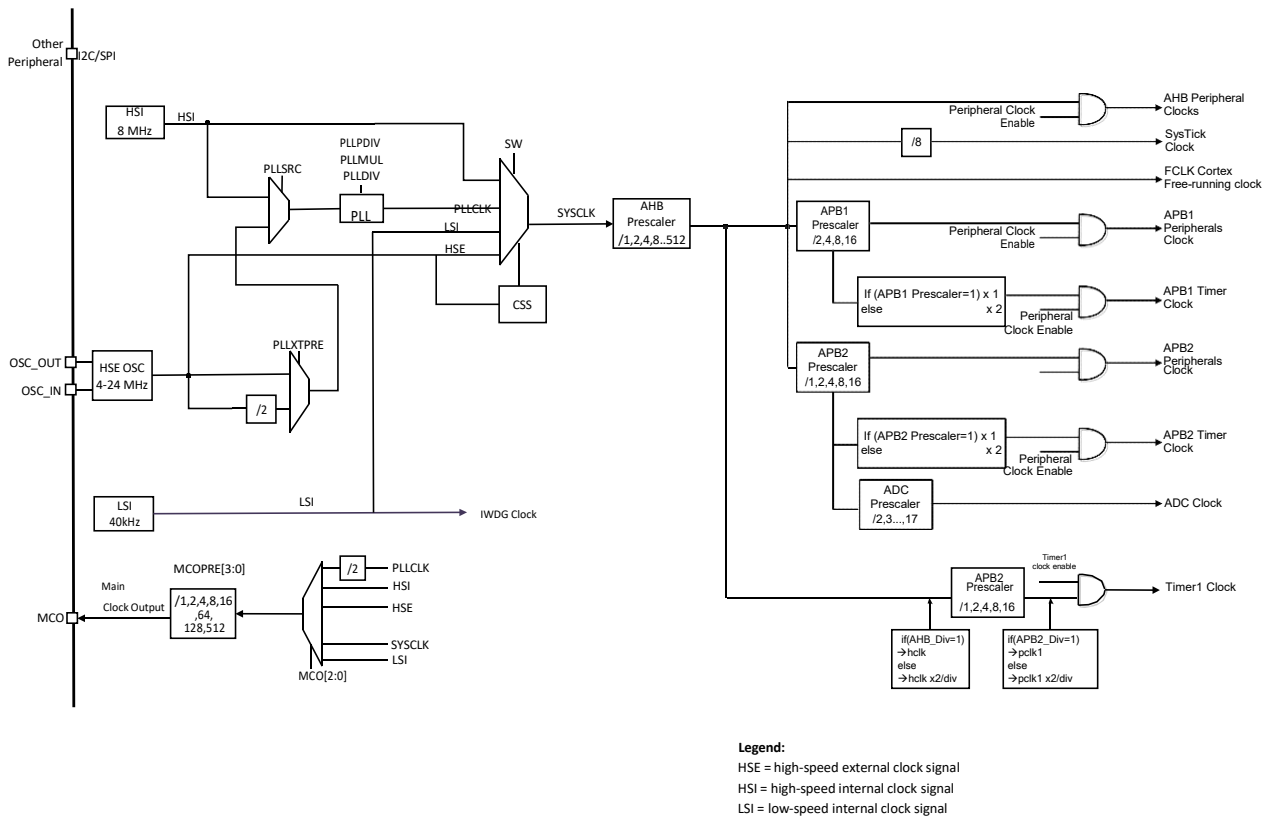 Other
Peripheral
I2C/SPI
HSI
8 MHz
HSI
PLLSRC
PLLPDIV
PLLMUL
PLLDIV
PLL
SW
PLLCLK
LSI
HSE
CSS
SYSCLK
AHB
Prescaler
/1,2,4,8..512
OSC_OUT
OSC_IN
HSE OSC
4-24 MHz
PLLXTPRE
/2
LSI
40kHz
LSI
IWDG Clock
MCOPRE[3:0]
Main
Clock Output
MCO
/1,2,4,8,16
,64,
128,512
/2
PLLCLK
HSI
HSE
SYSCLK
LSI
MCO[2:0]
Peripheral Clock
Enable
AHB Peripheral
Clocks
/8
SysTick
Clock
FCLK Cortex
Free-running clock
APB1
Prescaler
/2,4,8,16
Peripheral Clock
Enable
APB1
Peripherals
Clock
If (APB1 Prescaler=1) x 1
else x 2
Peripheral
Clock Enable
APB1 Timer
Clock
APB2
Prescaler
/1,2,4,8,16
APB2
Peripherals
Clock
If (APB2 Prescaler=1) x 1
else x 2
Peripheral
Clock Enable
APB2 Timer
Clock
ADC
Prescaler
/2,3...,17
ADC Clock
APB2
Prescaler
/1,2,4,8,16
Timer1
clock enable
Timer1 Clock
if(AHB_Div=1)
→hclk
else
→hclk x2/div
if(APB2_Div=1)
→pclk1
else
→pclk1 x2/div
Legend:
HSE = high-speed external clock signal
HSI = high-speed internal clock signal
LSI = low-speed internal clock signal